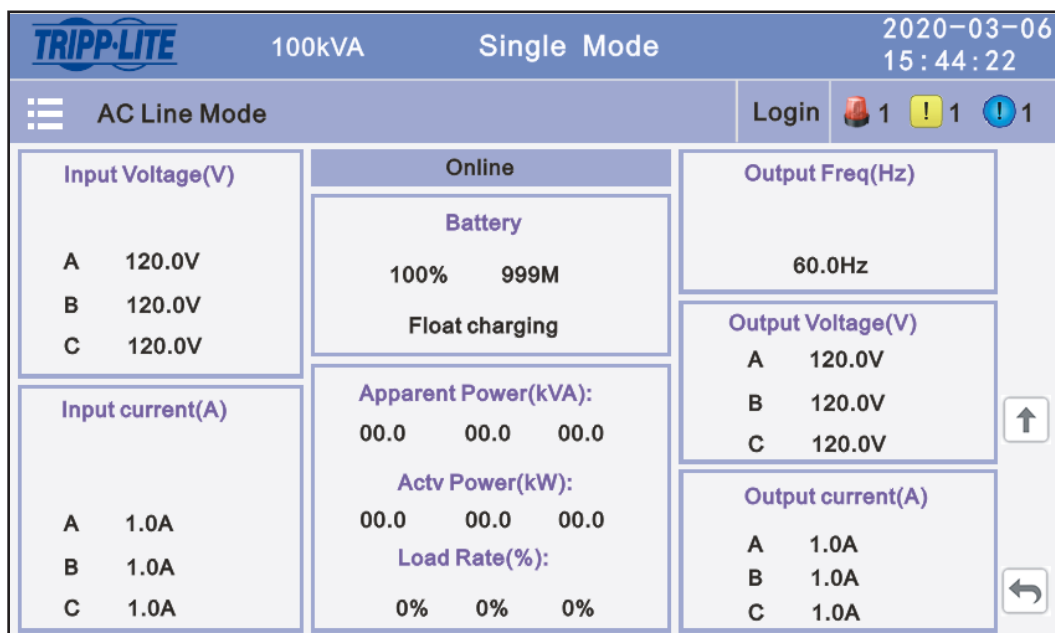 TRIPP·LITE 100kVA Single Mode 2020-03-06
15:44:22
AC Line Mode Login 1 ! 1 ! 1
Input Voltage(V)
A 120.0V
B 120.0V
C 120.0V
Input current(A)
A 1.0A
B 1.0A
C 1.0A
Online
Battery
100% 999M
Float charging
Apparent Power(kVA):
00.0 00.0 00.0
Actv Power(kW):
00.0 00.0 00.0
Load Rate(%):
0% 0% 0%
Output Freq(Hz)
60.0Hz
Output Voltage(V)
A 120.0V
B 120.0V
C 120.0V
Output current(A)
A 1.0A
B 1.0A
C 1.0A